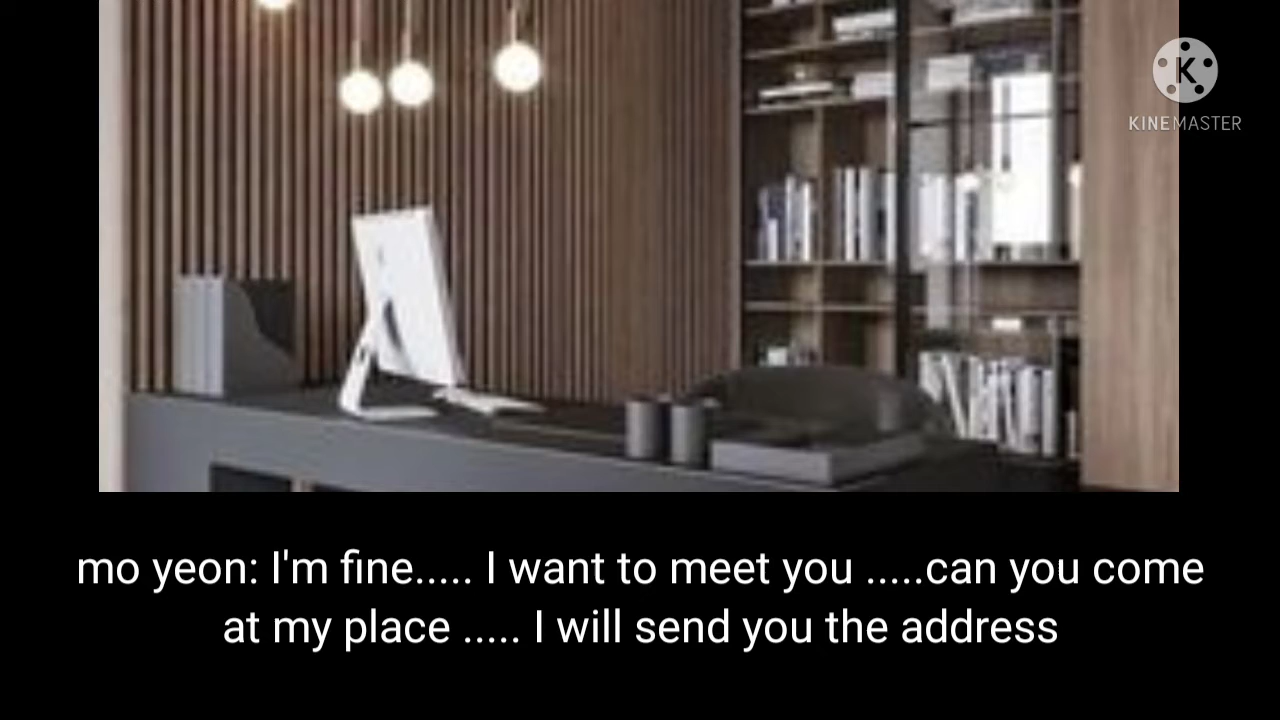 KINEMASTER
mo yeon: I'm fine..... I want to meet you .....can you come
at my place ..... I will send you the address